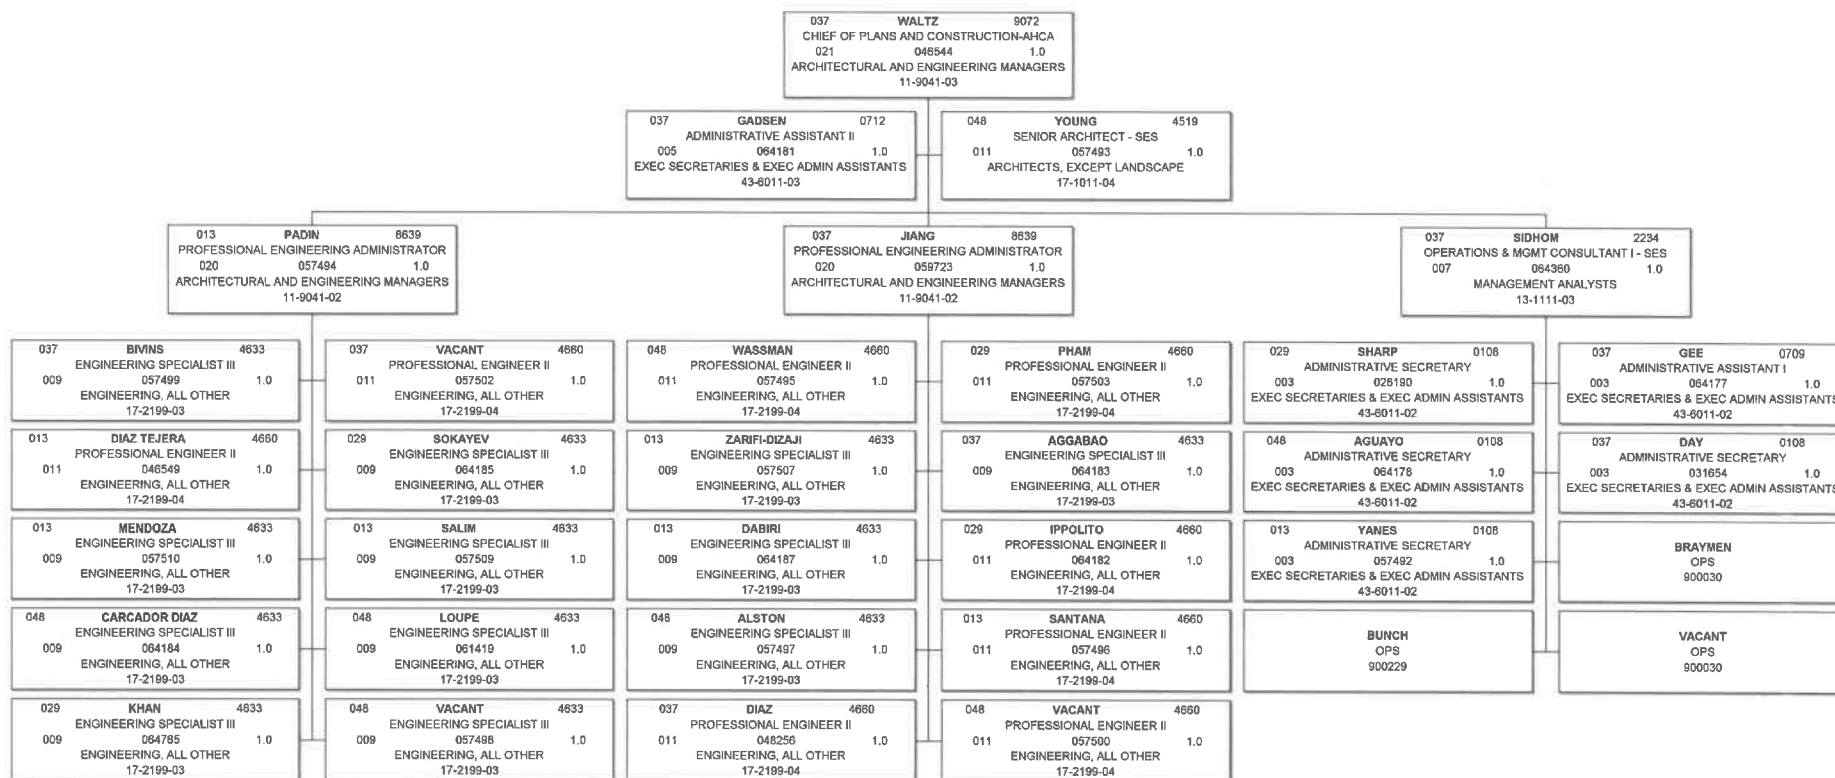 037 WALTZ 9072
CHIEF OF PLANS AND CONSTRUCTION-AHCA
021 046544 1.0
ARCHITECTURAL AND ENGINEERING MANAGERS
11-9041-03
037 GADSEN 0712
ADMINISTRATIVE ASSISTANT II
005 064181 1.0
EXEC SECRETARIES & EXEC ADMIN ASSISTANTS
43-6011-03
048 YOUNG 4519
SENIOR ARCHITECT - SES
011 057493 1.0
ARCHITECTS, EXCEPT LANDSCAPE
17-1011-04
013 PADIN 8639
PROFESSIONAL ENGINEERING ADMINISTRATOR
020 057494 1.0
ARCHITECTURAL AND ENGINEERING MANAGERS
11-9041-02
037 JIANG 8639
PROFESSIONAL ENGINEERING ADMINISTRATOR
020 059723 1.0
ARCHITECTURAL AND ENGINEERING MANAGERS
11-9041-02
037 SIDHOM 2234
OPERATIONS & MGMT CONSULTANT I - SES
007 064360 1.0
MANAGEMENT ANALYSTS
13-1111-03
037 BIVINS 4633
ENGINEERING SPECIALIST III
009 057499 1.0
ENGINEERING, ALL OTHER
17-2199-03
037 VACANT 4660
PROFESSIONAL ENGINEER II
011 057502 1.0
ENGINEERING, ALL OTHER
17-2199-04
048 WASSMAN 4660
PROFESSIONAL ENGINEER II
011 057495 1.0
ENGINEERING, ALL OTHER
17-2199-04
029 PHAM 4660
PROFESSIONAL ENGINEER II
011 057503 1.0
ENGINEERING, ALL OTHER
17-2199-04
029 SHARP 0108
ADMINISTRATIVE SECRETARY
003 026190 1.0
EXEC SECRETARIES & EXEC ADMIN ASSISTANTS
43-6011-02
037 GEE 0709
ADMINISTRATIVE ASSISTANT I
003 064177 1.0
EXEC SECRETARIES & EXEC ADMIN ASSISTANTS
43-6011-02
013 DIAZ TEJERA 4660
PROFESSIONAL ENGINEER II
011 046549 1.0
ENGINEERING, ALL OTHER
17-2199-04
029 SOKAYEV 4633
ENGINEERING SPECIALIST III
009 064185 1.0
ENGINEERING, ALL OTHER
17-2199-03
013 ZARIFI-DIZAJI 4633
ENGINEERING SPECIALIST III
009 057507 1.0
ENGINEERING, ALL OTHER
17-2199-03
037 AGGABAO 4633
ENGINEERING SPECIALIST III
009 064183 1.0
ENGINEERING, ALL OTHER
17-2199-03
048 AGUAYO 0108
ADMINISTRATIVE SECRETARY
003 064178 1.0
EXEC SECRETARIES & EXEC ADMIN ASSISTANTS
43-6011-02
037 DAY 0108
ADMINISTRATIVE SECRETARY
003 031654 1.0
EXEC SECRETARIES & EXEC ADMIN ASSISTANTS
43-6011-02
013 MENDOZA 4633
ENGINEERING SPECIALIST III
009 057510 1.0
ENGINEERING, ALL OTHER
17-2199-03
013 SALIM 4633
ENGINEERING SPECIALIST III
009 057509 1.0
ENGINEERING, ALL OTHER
17-2199-03
013 DABIRI 4633
ENGINEERING SPECIALIST III
009 064187 1.0
ENGINEERING, ALL OTHER
17-2199-03
029 IPPOLITO 4660
PROFESSIONAL ENGINEER II
011 064182 1.0
ENGINEERING, ALL OTHER
17-2199-04
013 YANES 0108
ADMINISTRATIVE SECRETARY
003 057492 1.0
EXEC SECRETARIES & EXEC ADMIN ASSISTANTS
43-6011-02
BRAYMEN
OPS
900030
048 CARCADOR DIAZ 4633
ENGINEERING SPECIALIST III
009 064184 1.0
ENGINEERING, ALL OTHER
17-2199-03
048 LOUPE 4633
ENGINEERING SPECIALIST III
009 061419 1.0
ENGINEERING, ALL OTHER
17-2199-03
048 ALSTON 4633
ENGINEERING SPECIALIST III
009 057497 1.0
ENGINEERING, ALL OTHER
17-2199-03
013 SANTANA 4660
PROFESSIONAL ENGINEER II
011 057496 1.0
ENGINEERING, ALL OTHER
17-2199-04
BUNCH
OPS
900229
VACANT
OPS
900030
029 KHAN 4633
ENGINEERING SPECIALIST III
009 064765 1.0
ENGINEERING, ALL OTHER
17-2199-03
048 VACANT 4633
ENGINEERING SPECIALIST III
009 057498 1.0
ENGINEERING, ALL OTHER
17-2199-03
037 DIAZ 4660
PROFESSIONAL ENGINEER II
011 048256 1.0
ENGINEERING, ALL OTHER
17-2199-04
048 VACANT 4660
PROFESSIONAL ENGINEER II
011 057500 1.0
ENGINEERING, ALL OTHER
17-2199-04